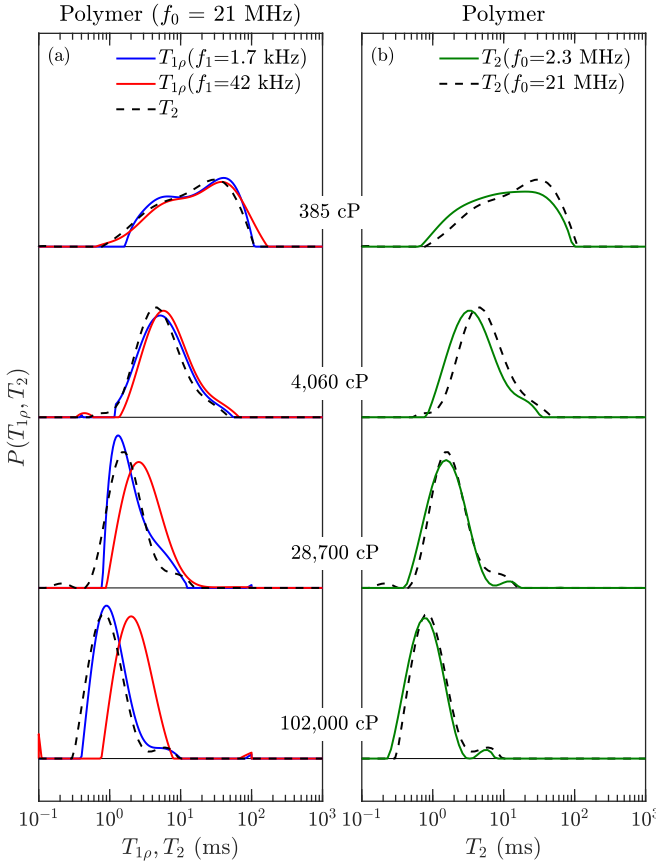 Polymer (f₀ = 21 MHz)
Polymer
(a)
T₁ρ(f₁=1.7 kHz)
T₁ρ(f₁=42 kHz)
T₂
(b)
T₂(f₀=2.3 MHz)
T₂(f₀=21 MHz)
385 cP
4,060 cP
28,700 cP
102,000 cP
P(T₁ρ, T₂)
10⁻¹ 10⁰ 10¹ 10² 10³
10⁻¹ 10⁰ 10¹ 10² 10³
T₁ρ, T₂ (ms)
T₂ (ms)